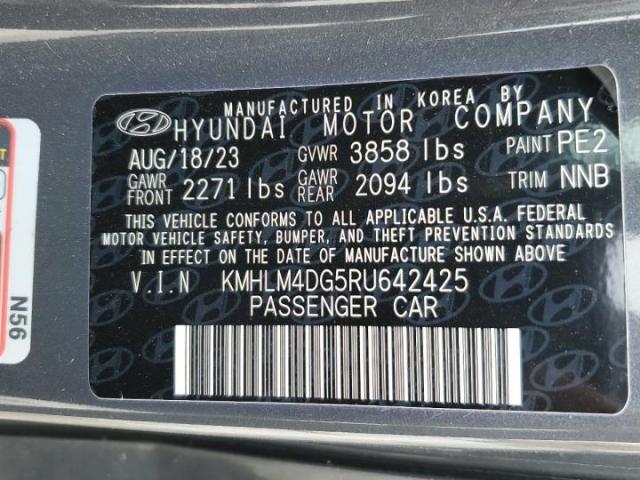 MANUFACTURED IN KOREA BY
HYUNDAI MOTOR COMPANY
AUG/18/23 GVWR 3858 lbs PAINT PE2
GAWR FRONT 2271 lbs GAWR REAR 2094 lbs TRIM NNB
THIS VEHICLE CONFORMS TO ALL APPLICABLE U.S.A. FEDERAL
MOTOR VEHICLE SAFETY, BUMPER, AND THEFT PREVENTION STANDARDS
IN EFFECT ON THE DATE OF MANUFACTURE SHOWN ABOVE
V.I.N KMHLM4DG5RU642425
PASSENGER CAR
N56